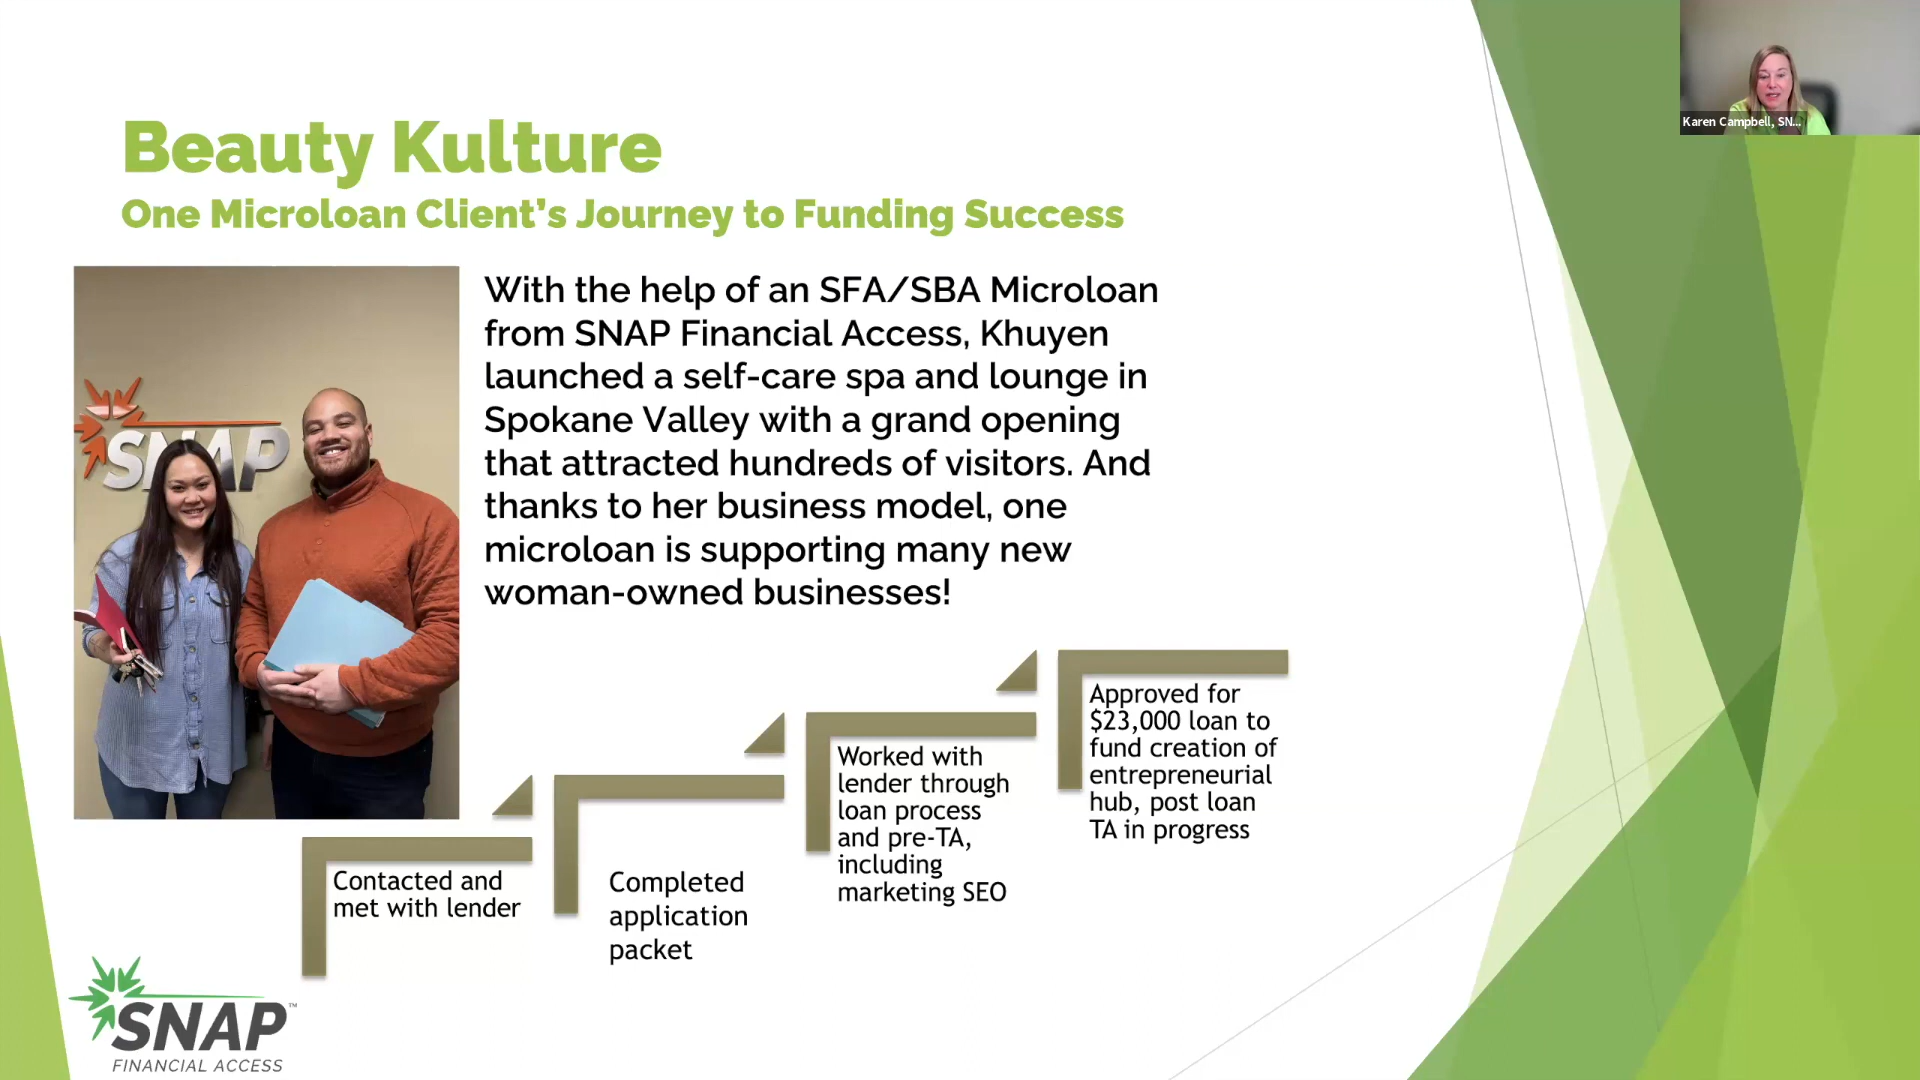 Karen Campbell, SN...
Beauty Kulture
One Microloan Client's Journey to Funding Success
SNAP
With the help of an SFA/SBA Microloan
from SNAP Financial Access, Khuyen
launched a self-care spa and lounge in
Spokane Valley with a grand opening
that attracted hundreds of visitors. And
thanks to her business model, one
microloan is supporting many new
woman-owned businesses!
Contacted and
met with lender
Completed
application
packet
Worked with
lender through
loan process
and pre-TA,
including
marketing SEO
Approved for
$23,000 loan to
fund creation of
entrepreneurial
hub, post loan
TA in progress
SNAP™
FINANCIAL ACCESS